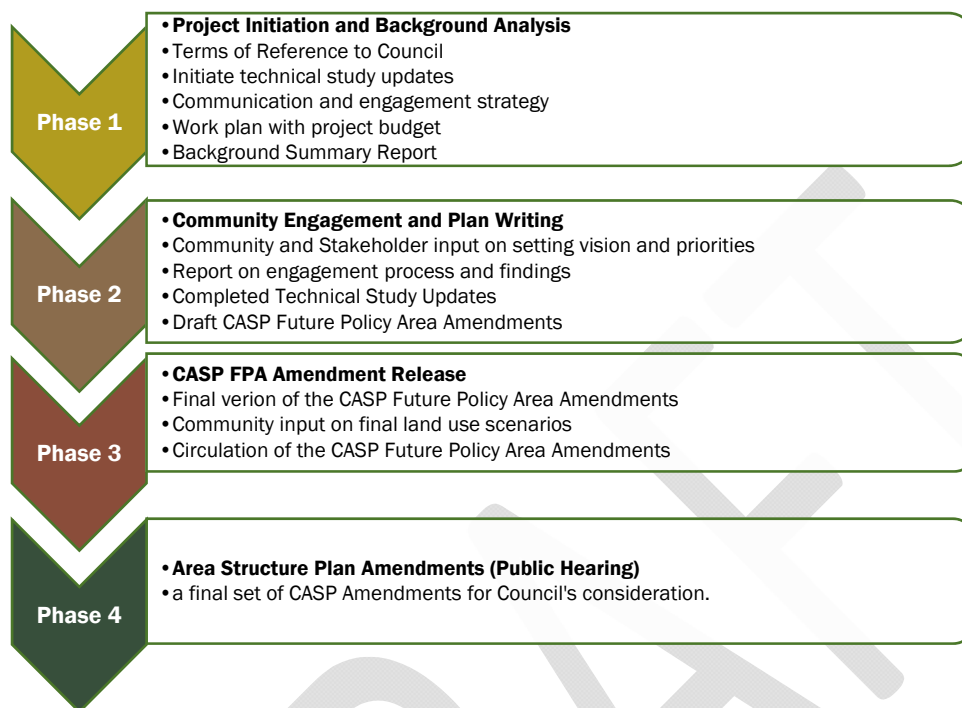 Phase 1
•Project Initiation and Background Analysis
•Terms of Reference to Council
•Initiate technical study updates
•Communication and engagement strategy
•Work plan with project budget
•Background Summary Report
Phase 2
•Community Engagement and Plan Writing
•Community and Stakeholder input on setting vision and priorities
•Report on engagement process and findings
•Completed Technical Study Updates
•Draft CASP Future Policy Area Amendments
Phase 3
•CASP FPA Amendment Release
•Final verion of the CASP Future Policy Area Amendments
•Community input on final land use scenarios
•Circulation of the CASP Future Policy Area Amendments
Phase 4
•Area Structure Plan Amendments (Public Hearing)
•a final set of CASP Amendments for Council's consideration.
DRAFT